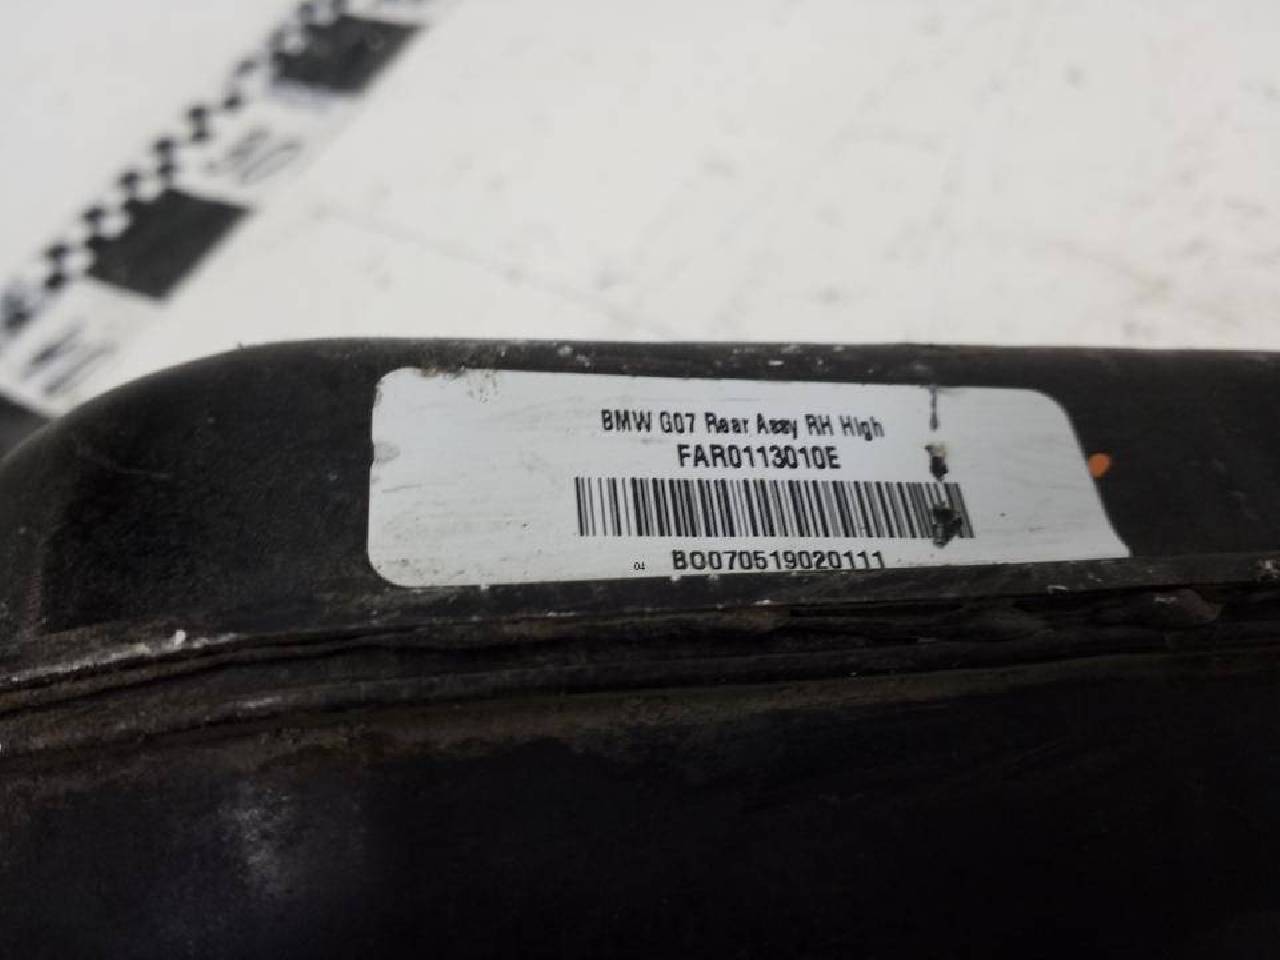 BMW G07 Rear Assy RH High
FAR0113010E
04 BO070519020111